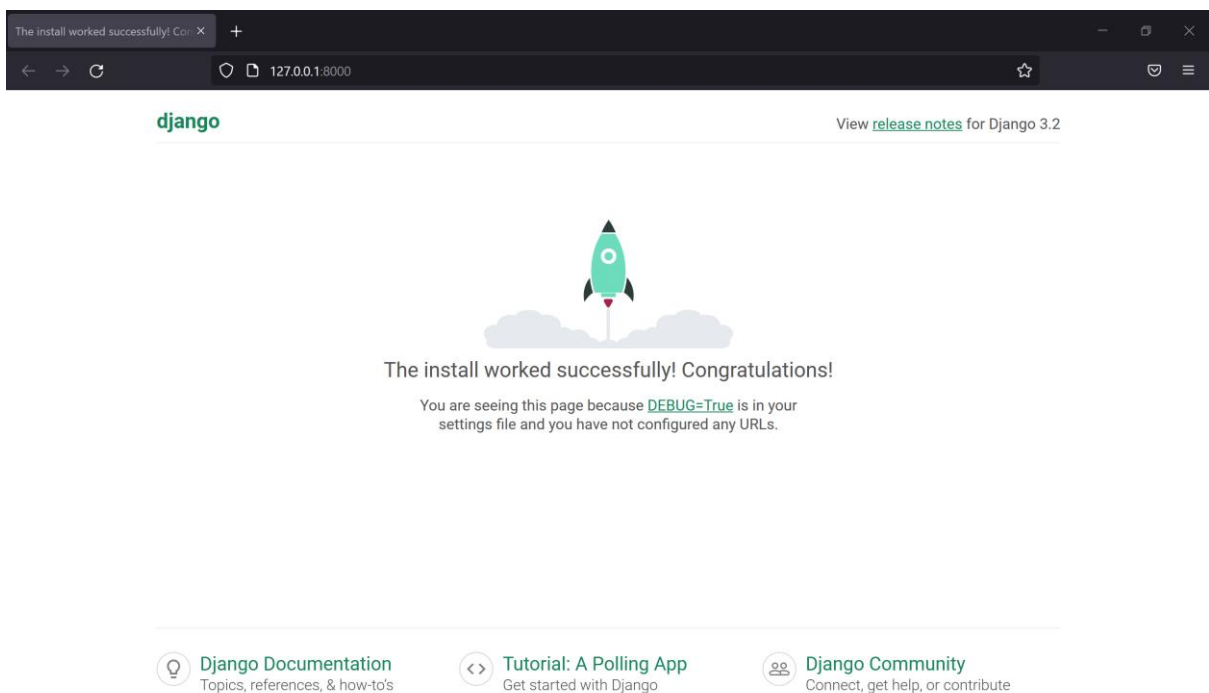 The install worked successfully! Con
127.0.0.1:8000
django
View release notes for Django 3.2
The install worked successfully! Congratulations!
You are seeing this page because DEBUG=True is in your
settings file and you have not configured any URLs.
Django Documentation
Topics, references, & how-to's
Tutorial: A Polling App
Get started with Django
Django Community
Connect, get help, or contribute